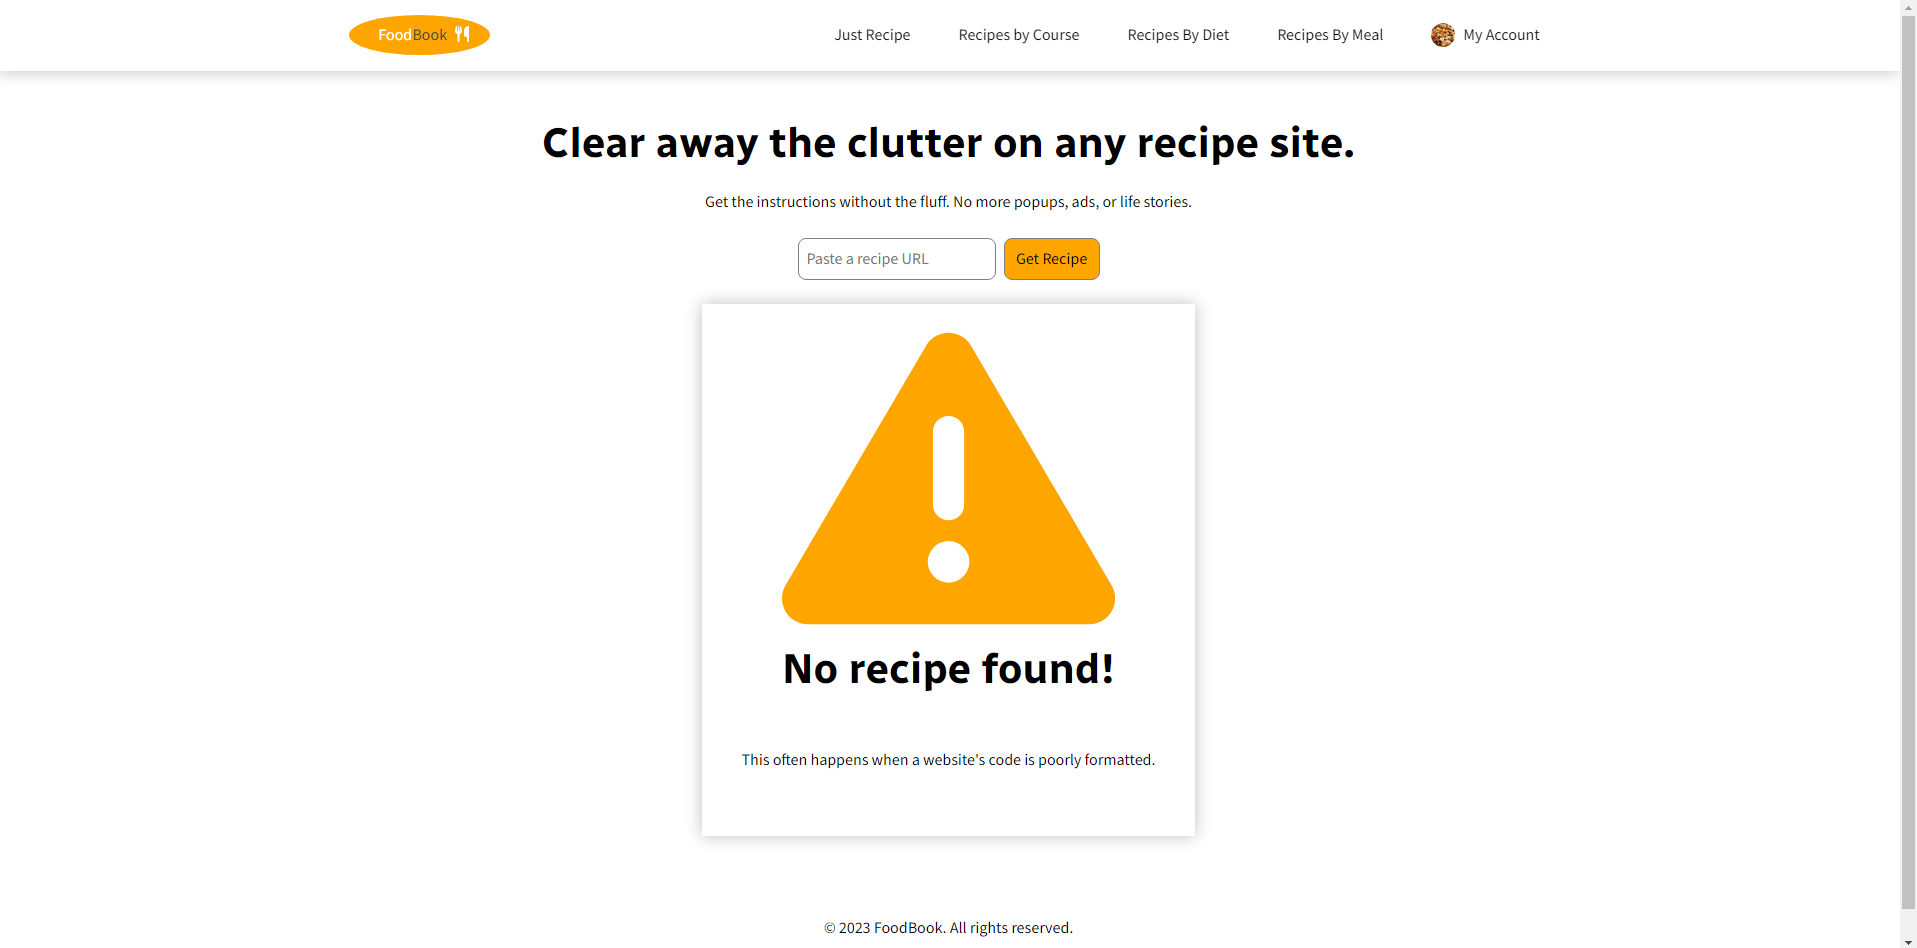 FoodBook
Just Recipe Recipes by Course Recipes By Diet Recipes By Meal My Account
Clear away the clutter on any recipe site.
Get the instructions without the fluff. No more popups, ads, or life stories.
Paste a recipe URL Get Recipe
No recipe found!
This often happens when a website's code is poorly formatted.
© 2023 FoodBook. All rights reserved.